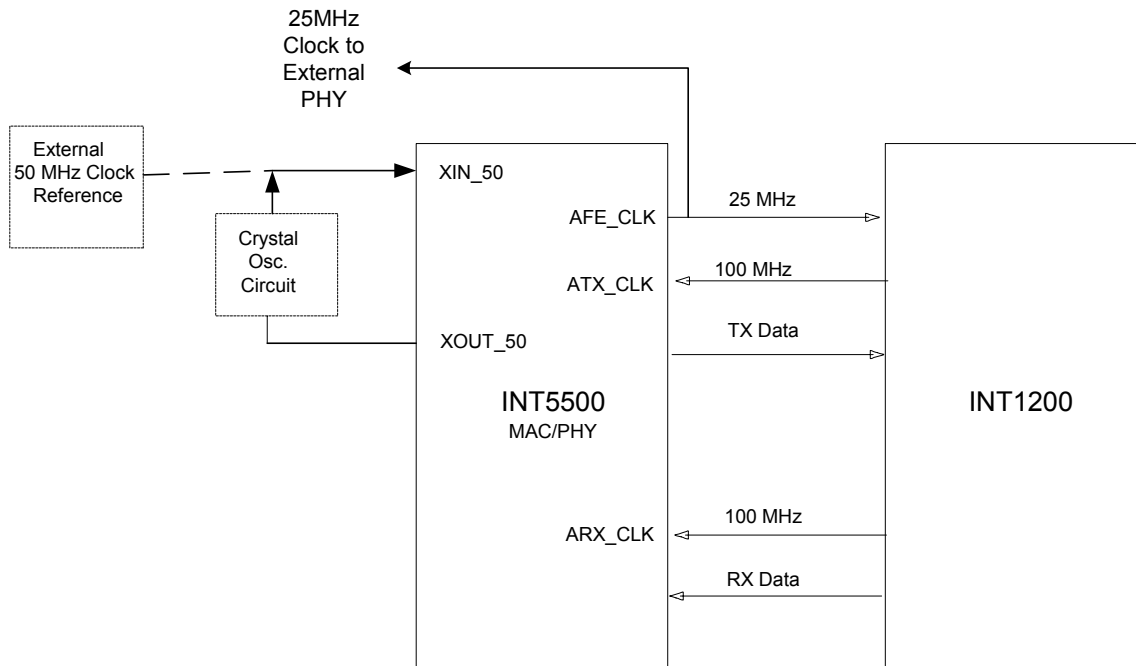 25MHz
Clock to
External
PHY
External
50 MHz Clock
Reference
XIN_50
AFE_CLK
25 MHz
Crystal
Osc.
Circuit
ATX_CLK
100 MHz
TX Data
XOUT_50
INT5500
MAC/PHY
INT1200
ARX_CLK
100 MHz
RX Data